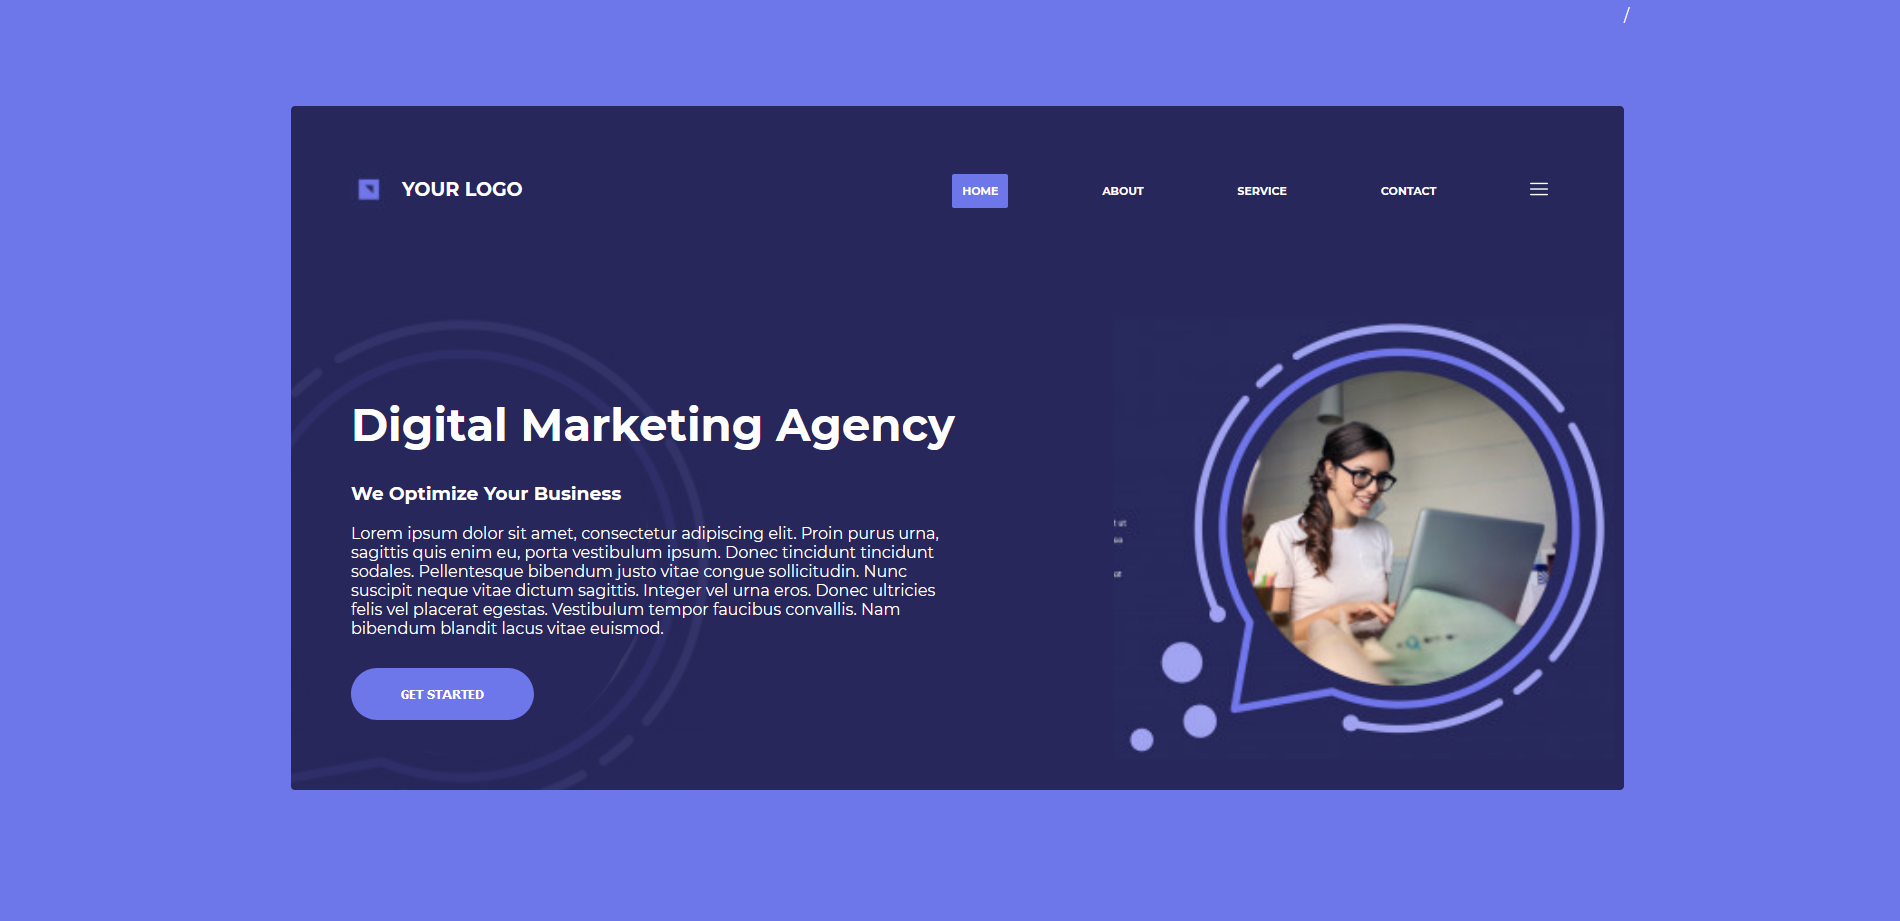 /
YOUR LOGO
HOME
ABOUT
SERVICE
CONTACT
Digital Marketing Agency
We Optimize Your Business
Lorem ipsum dolor sit amet, consectetur adipiscing elit. Proin purus urna,
sagittis quis enim eu, porta vestibulum ipsum. Donec tincidunt tincidunt
sodales. Pellentesque bibendum justo vitae congue sollicitudin. Nunc
suscipit neque vitae dictum sagittis. Integer vel urna eros. Donec ultricies
felis vel placerat egestas. Vestibulum tempor faucibus convallis. Nam
bibendum blandit lacus vitae euismod.
GET STARTED